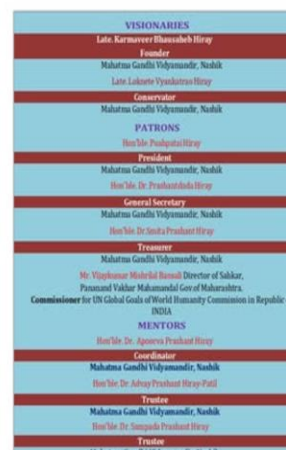 VISIONARIES
Late. Karmaveer Bhausaheb Hiray
Founder
Mahatma Gandhi Vidyamandir, Nashik
Late. Loknete Vyankatrao Hiray
Conservator
Mahatma Gandhi Vidyamandir, Nashik
PATRONS
Hon'ble. Pushpatai Hiray
President
Mahatma Gandhi Vidyamandir, Nashik
Hon'ble. Dr. Prashantdada Hiray
General Secretary
Mahatma Gandhi Vidyamandir, Nashik
Hon'ble. Dr. Smita Prashant Hiray
Treasurer
Mahatma Gandhi Vidyamandir, Nashik
Mr. Vijaykumar Mishrilal Director of Sahkar,
Pananand Vakhar Mahamandal Gov of Maharashtra,
Commissioner for UN Global Goals of World Humanity Commission in Republic
INDIA
MENTORS
Hon'ble. Dr. Apoorva Prashant Hiray
Coordinator
Mahatma Gandhi Vidyamandir, Nashik
Hon'ble. Dr. Advay Prashant Hiray-Patil
Trustee
Mahatma Gandhi Vidyamandir, Nashik
Hon'ble. Dr. Sampada Prashant Hiray
Trustee